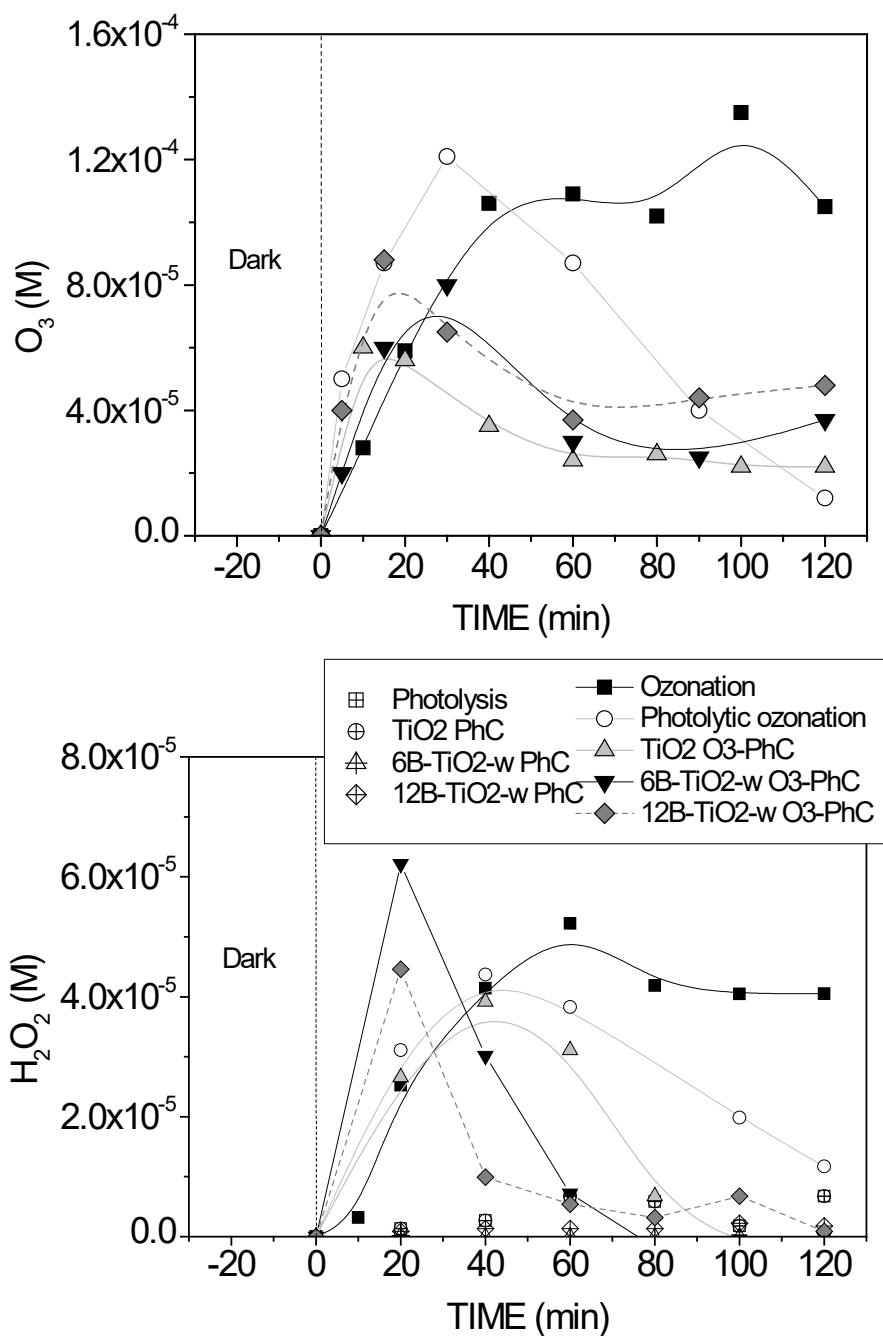 1.6x10⁻⁴
1.2x10⁻⁴
8.0x10⁻⁵
4.0x10⁻⁵
0.0
O₃ (M)
Dark
-20 0 20 40 60 80 100 120
TIME (min)
Photolysis
TiO2 PhC
6B-TiO2-w PhC
12B-TiO2-w PhC
Ozonation
Photolytic ozonation
TiO2 O3-PhC
6B-TiO2-w O3-PhC
12B-TiO2-w O3-PhC
8.0x10⁻⁵
6.0x10⁻⁵
4.0x10⁻⁵
2.0x10⁻⁵
0.0
H₂O₂ (M)
Dark
-20 0 20 40 60 80 100 120
TIME (min)